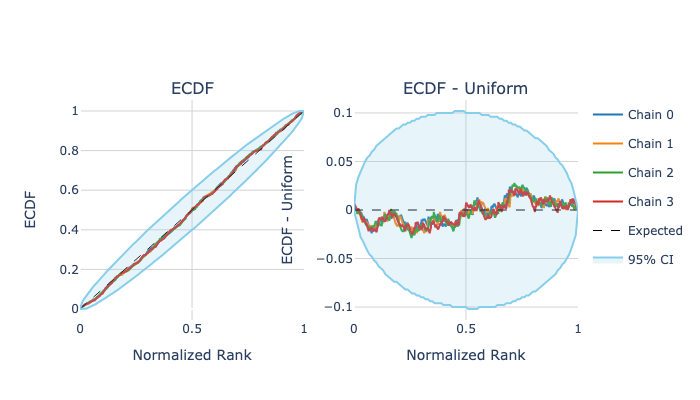 ECDF
ECDF - Uniform
ECDF
1
0.8
0.6
0.4
0.2
0
0
0.5
1
Normalized Rank
ECDF - Uniform
0.1
0.05
0
−0.05
−0.1
0
0.5
1
Normalized Rank
Chain 0
Chain 1
Chain 2
Chain 3
Expected
95% CI